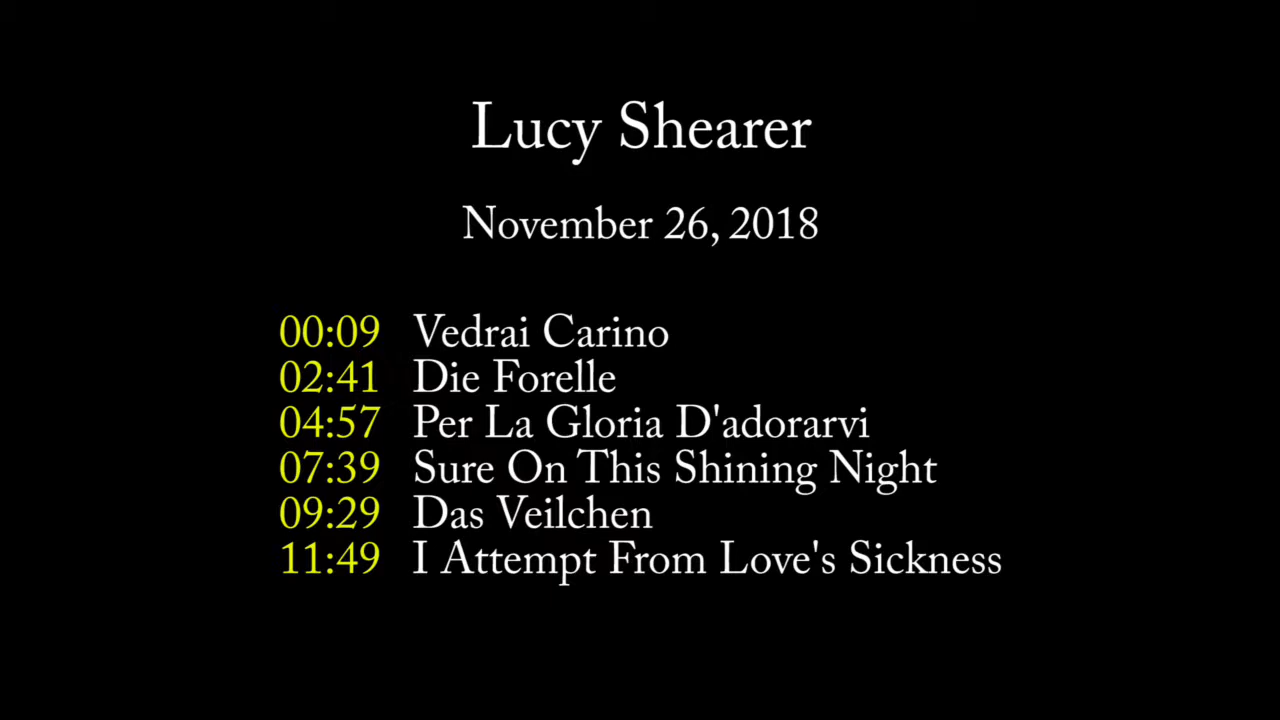 Lucy Shearer
November 26, 2018
00:09 Vedrai Carino
02:41 Die Forelle
04:57 Per La Gloria D'adorarvi
07:39 Sure On This Shining Night
09:29 Das Veilchen
11:49 I Attempt From Love's Sickness